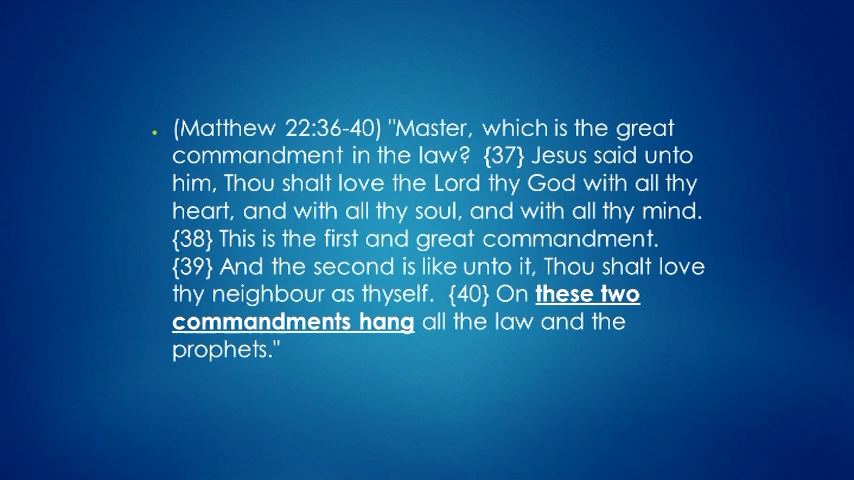 • (Matthew 22:36-40) "Master, which is the great
commandment in the law? {37} Jesus said unto
him, Thou shalt love the Lord thy God with all thy
heart, and with all thy soul, and with all thy mind.
{38} This is the first and great commandment.
{39} And the second is like unto it, Thou shalt love
thy neighbour as thyself. {40} On these two
commandments hang all the law and the
prophets."